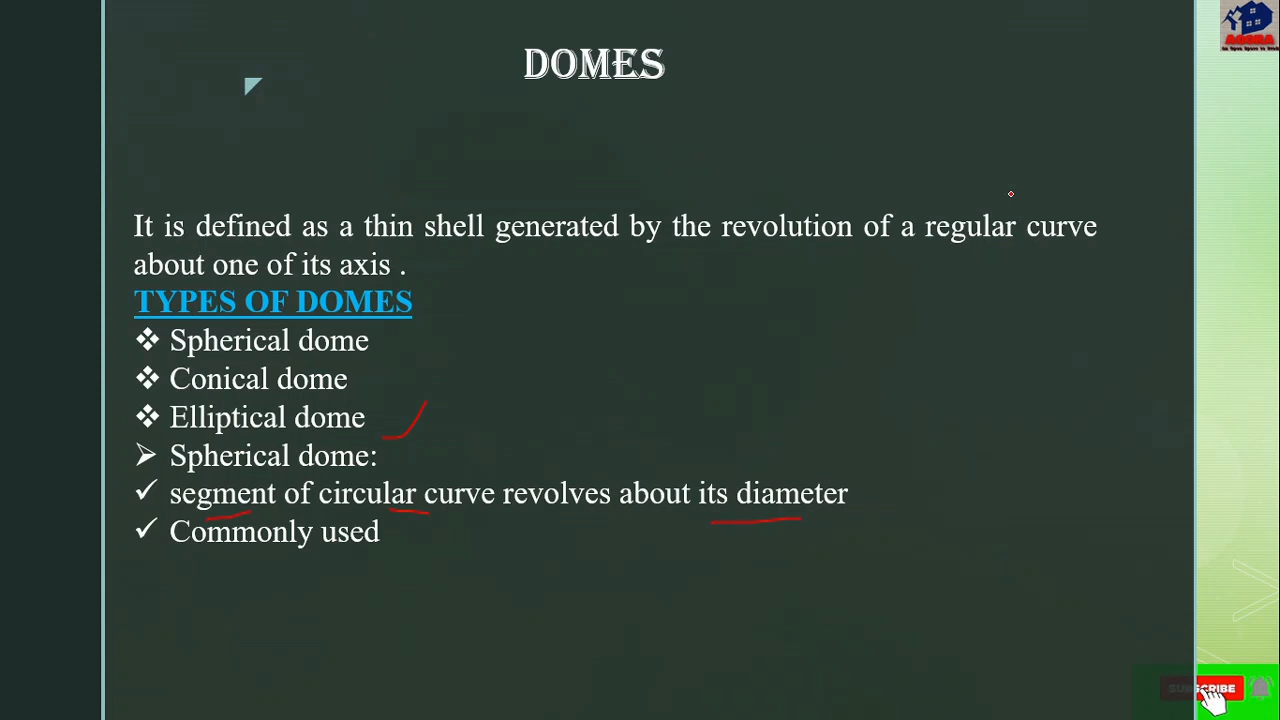 AGORA
DOMES
It is defined as a thin shell generated by the revolution of a regular curve
about one of its axis .
TYPES OF DOMES
❖ Spherical dome
❖ Conical dome
❖ Elliptical dome
➢ Spherical dome:
✓ segment of circular curve revolves about its diameter
✓ Commonly used
SUBSCRIBE